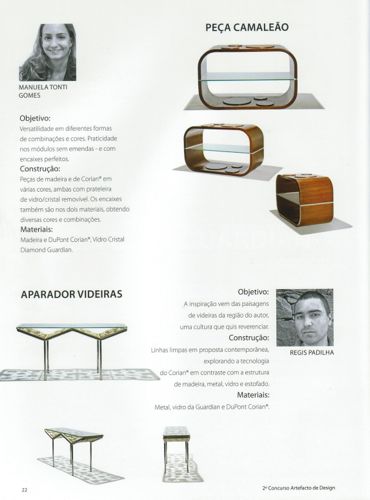 PEÇA CAMALEÃO
MANUELA TONTI
GOMES
Objetivo:
Versatilidade em diferentes formas
de combinações e cores. Praticidade
nos módulos sem emendas - e com
encaixes perfeitos.
Construção:
Peças de madeira e de Corian® em
várias cores, ambas com prateleira
de vidro/cristal removível. Os encaixes
também são nos dois materiais, obtendo
diversas cores e combinações.
Materiais:
Madeira e DuPont Corian®, Vidro Cristal
Diamond Guardian.
APARADOR VIDEIRAS
Objetivo:
A inspiração vem das paisagens
de videiras da região do autor,
uma cultura que quis reverenciar.
Construção:
Linhas limpas em proposta contemporânea,
explorando a tecnologia
do Corian® em contraste com a estrutura
de madeira, metal, vidro e estofado.
Materiais:
Metal, vidro da Guardian e DuPont Corian®.
REGIS PADILHA
22
2º Concurso Artefacto de Design